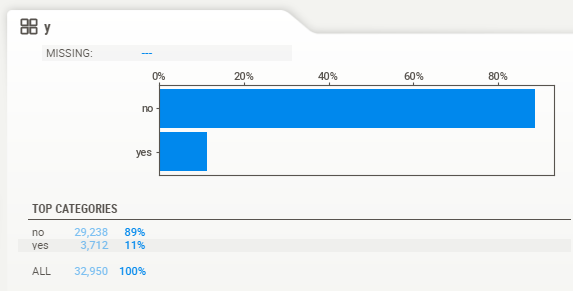 y
MISSING: ---
0% 20% 40% 60% 80%
no
yes
TOP CATEGORIES
no 29,238 89%
yes 3,712 11%
ALL 32,950 100%